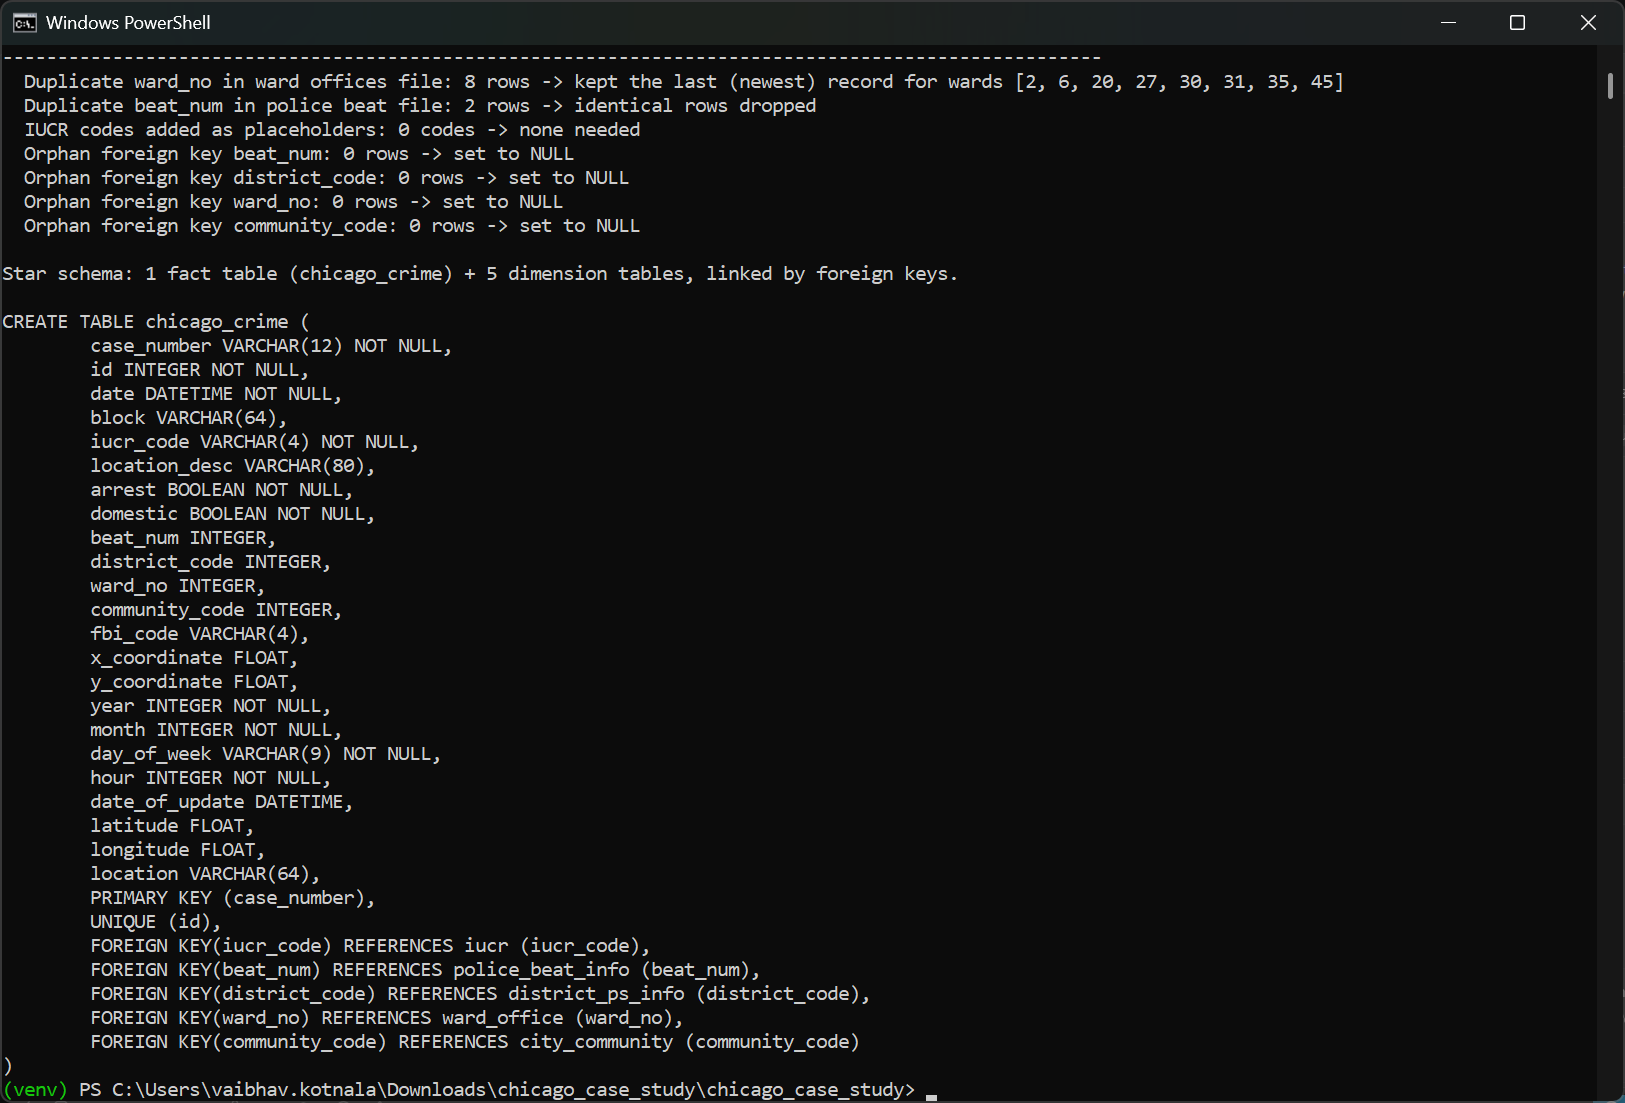 Windows PowerShell
----------------------------------------------------------------------------------------------------
  Duplicate ward_no in ward offices file: 8 rows -> kept the last (newest) record for wards [2, 6, 20, 27, 30, 31, 35, 45]
  Duplicate beat_num in police beat file: 2 rows -> identical rows dropped
  IUCR codes added as placeholders: 0 codes -> none needed
  Orphan foreign key beat_num: 0 rows -> set to NULL
  Orphan foreign key district_code: 0 rows -> set to NULL
  Orphan foreign key ward_no: 0 rows -> set to NULL
  Orphan foreign key community_code: 0 rows -> set to NULL

Star schema: 1 fact table (chicago_crime) + 5 dimension tables, linked by foreign keys.

CREATE TABLE chicago_crime (
        case_number VARCHAR(12) NOT NULL,
        id INTEGER NOT NULL,
        date DATETIME NOT NULL,
        block VARCHAR(64),
        iucr_code VARCHAR(4) NOT NULL,
        location_desc VARCHAR(80),
        arrest BOOLEAN NOT NULL,
        domestic BOOLEAN NOT NULL,
        beat_num INTEGER,
        district_code INTEGER,
        ward_no INTEGER,
        community_code INTEGER,
        fbi_code VARCHAR(4),
        x_coordinate FLOAT,
        y_coordinate FLOAT,
        year INTEGER NOT NULL,
        month INTEGER NOT NULL,
        day_of_week VARCHAR(9) NOT NULL,
        hour INTEGER NOT NULL,
        date_of_update DATETIME,
        latitude FLOAT,
        longitude FLOAT,
        location VARCHAR(64),
        PRIMARY KEY (case_number),
        UNIQUE (id),
        FOREIGN KEY(iucr_code) REFERENCES iucr (iucr_code),
        FOREIGN KEY(beat_num) REFERENCES police_beat_info (beat_num),
        FOREIGN KEY(district_code) REFERENCES district_ps_info (district_code),
        FOREIGN KEY(ward_no) REFERENCES ward_office (ward_no),
        FOREIGN KEY(community_code) REFERENCES city_community (community_code)
)
(venv) PS C:\Users\vaibhav.kotnala\Downloads\chicago_case_study\chicago_case_study>